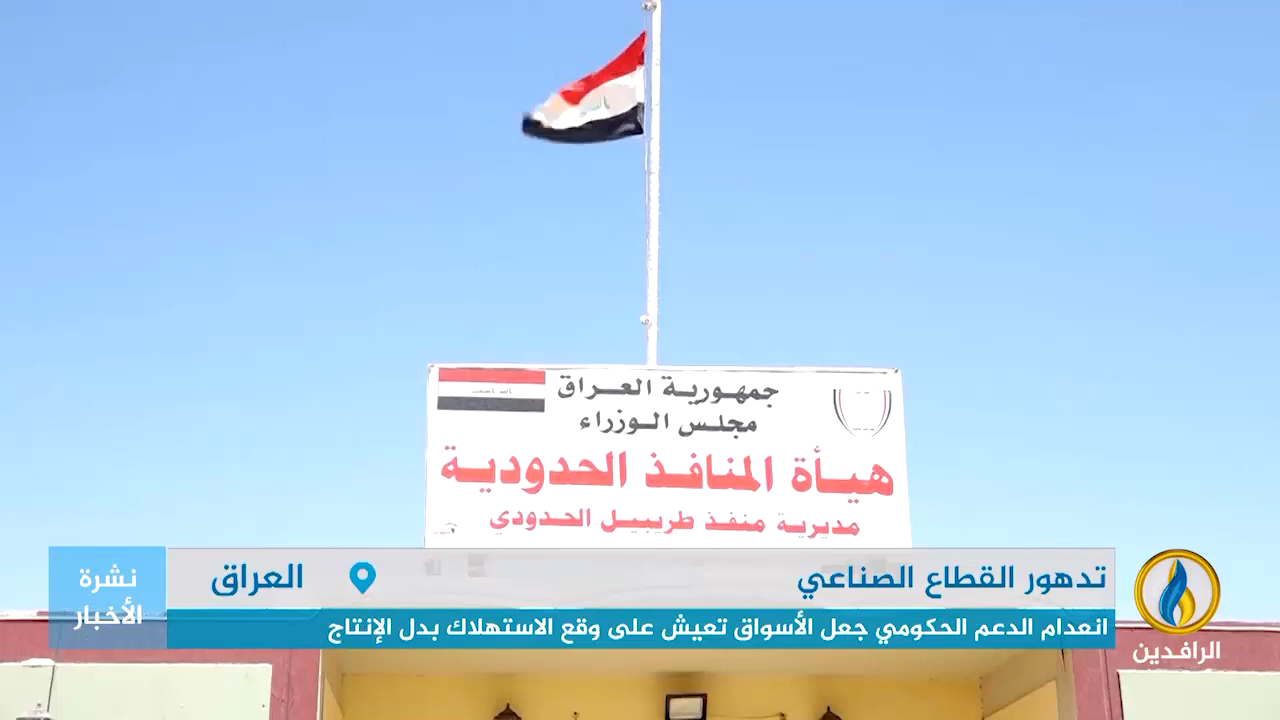 جمهورية العراق
مجلس الوزراء
هيأة المنافذ الحدودية
مديرية منفذ طريبيل الحدودي
تدهور القطاع الصناعي
العراق
انعدام الدعم الحكومي جعل الأسواق تعيش على وقع الاستهلاك بدل الإنتاج
نشرة
الأخبار
الرافدين